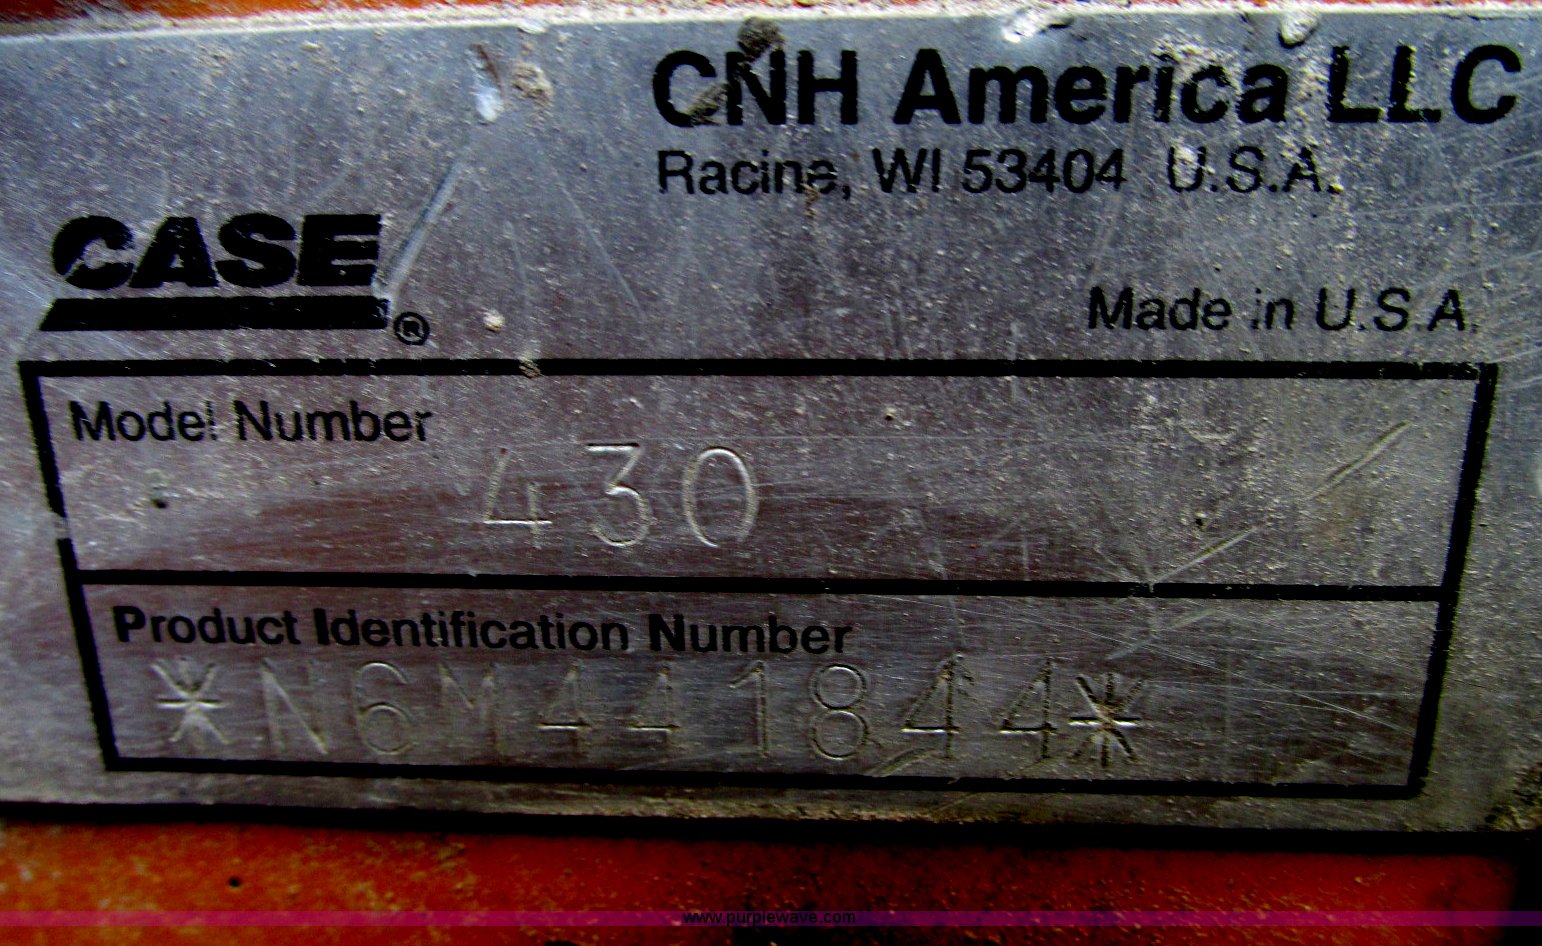 CNH America LLC
Racine, WI 53404 U.S.A.
CASE ®
Made in U.S.A.
Model Number
430
Product Identification Number
*N6M441844*
www.purplewave.com